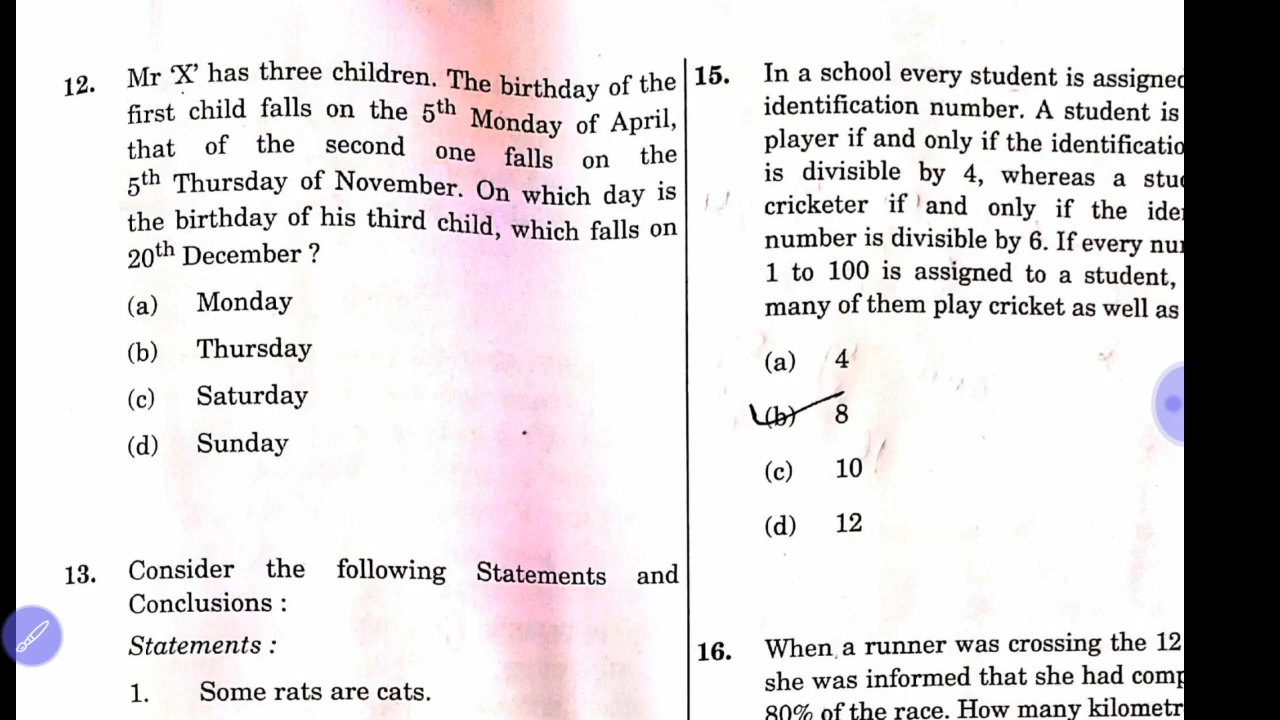 12. Mr 'X' has three children. The birthday of the
first child falls on the 5th Monday of April,
that of the second one falls on the
5th Thursday of November. On which day is
the birthday of his third child, which falls on
20th December ?
(a) Monday
(b) Thursday
(c) Saturday
(d) Sunday
13. Consider the following Statements and
Conclusions :
Statements :
1. Some rats are cats.
15. In a school every student is assigned
identification number. A student is
player if and only if the
is divisible by 4, whereas a
cricketer if and only if the
number is divisible by 6. If every
1 to 100 is assigned to a student,
many of them play cricket as well as
(a) 4
(b) 8
(c) 10
(d) 12
16. When a runner was crossing the 12
she was informed that she had
80% of the race. How many